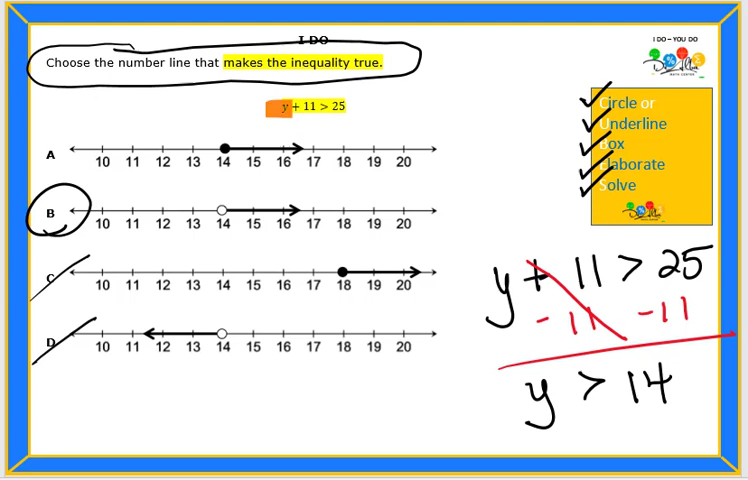 I DO
Choose the number line that makes the inequality true.
y + 11 > 25
A
10 11 12 13 14 15 16 17 18 19 20
B
10 11 12 13 14 15 16 17 18 19 20
C
10 11 12 13 14 15 16 17 18 19 20
D
10 11 12 13 14 15 16 17 18 19 20
I DO – YOU DO
MATH CENTER
Circle or
Underline
Box
Elaborate
Solve
y + 11 > 25
- 11 - 11
y > 14